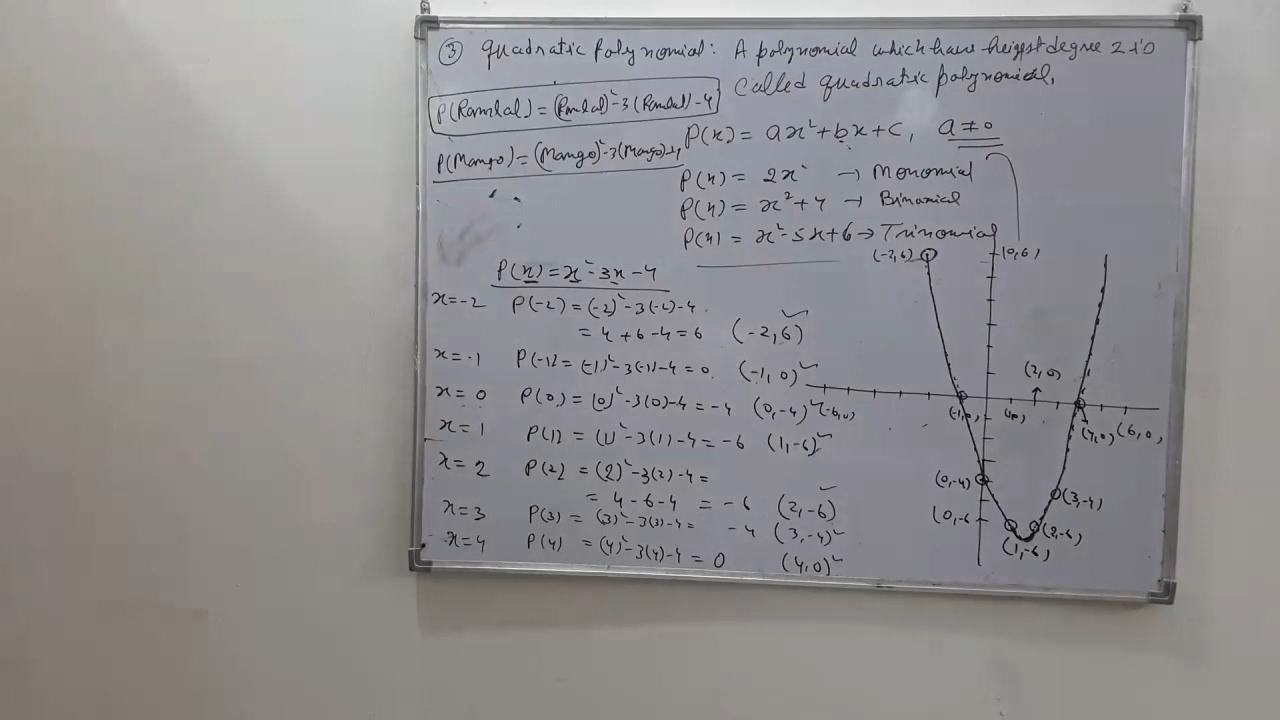 ③ quadratic polynomial: A polynomial which have heigst degree 2 is
called quadratic polynomial.
P(Ramlal) = (Ramlal)²-3(Ramlal)-4
P(x) = ax²+bx+c, a≠0
P(Mango) = (Mango)²-3(Mango)-4
P(x) = 2x² → Monomial
P(x) = x²+4 → Binomial
P(x) = x²-5x+6 → Trinomial
P(x) = x²-3x-4
x=-2 P(-2) = (-2)²-3(-2)-4
= 4+6-4=6 (-2,6)
x=-1 P(-1) = (-1)²-3(-1)-4=0. (-1,0)
x=0 P(0) = (0)²-3(0)-4=-4 (0,-4)
x=1 P(1) = (1)²-3(1)-4=-6 (1,-6)
x=2 P(2) = (2)²-3(2)-4=
= 4-6-4 = -6 (2,-6)
x=3 P(3) = (3)²-3(3)-4= -4 (3,-4)
x=4 P(4) = (4)²-3(4)-4 = 0 (4,0)
(-2,6) (0,6)
(2,0)
(-6,0) (-1,0) (4,0) (6,0)
(0,-4) (3,-4)
(0,-6 (2,-6)
(1,-6)